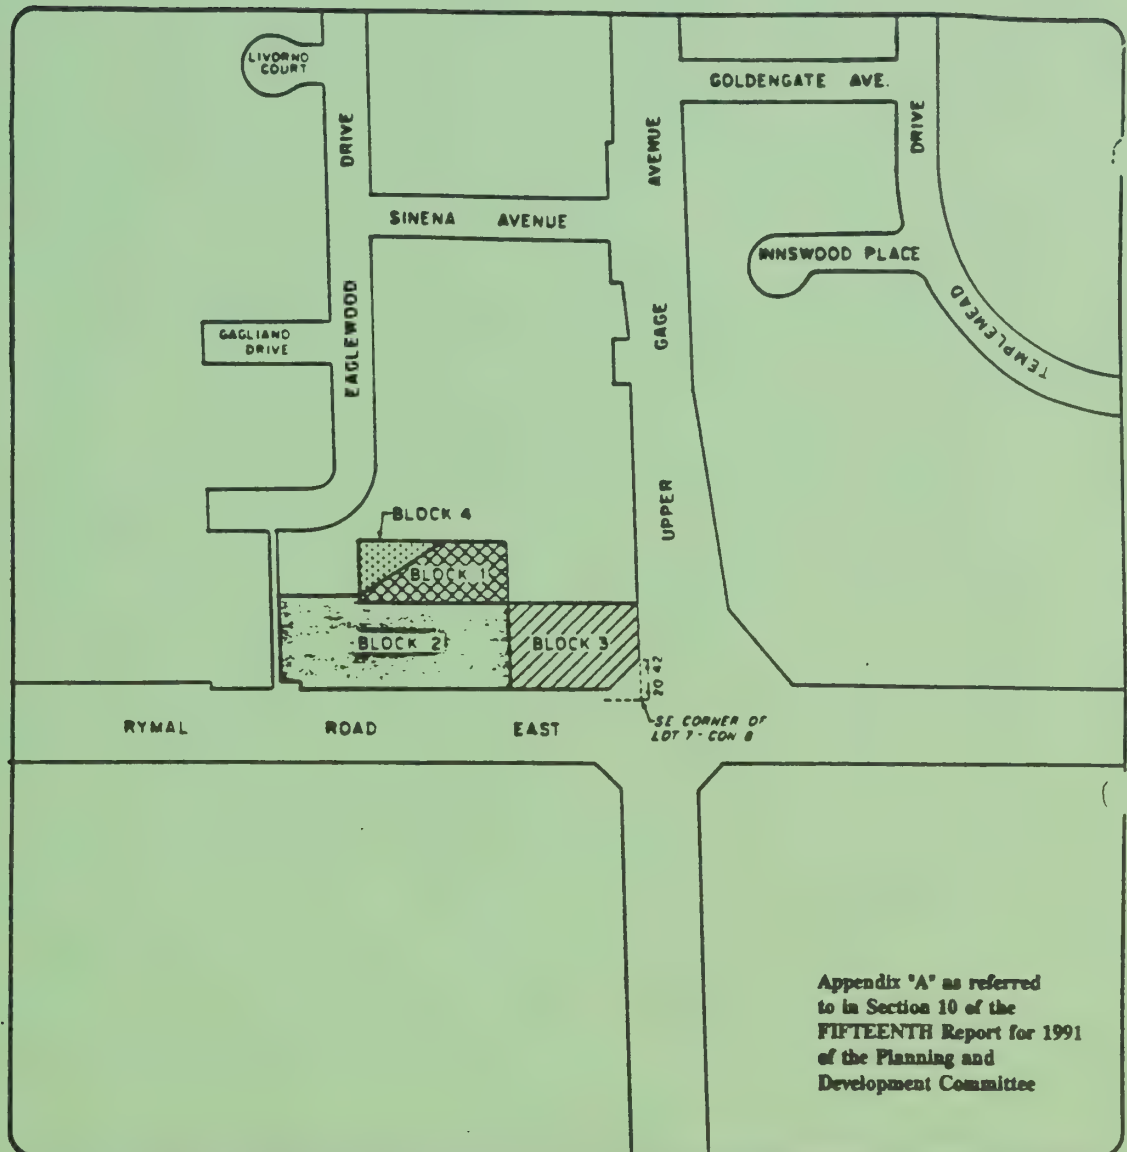 LIVORNO
COURT
GOLDENGATE AVE.
DRIVE
AVENUE
DRIVE
SINENA AVENUE
INNSWOOD PLACE
TEMPLEMEAD
GAGLIANO
DRIVE
EAGLEWOOD
GAGE
UPPER
BLOCK 4
BLOCK 1
BLOCK 2
BLOCK 3
20.42
SE CORNER OF
LOT 7 - CON 8
RYMAL ROAD EAST
Appendix "A" as referred
to in Section 10 of the
FIFTEENTH Report for 1991
of the Planning and
Development Committee